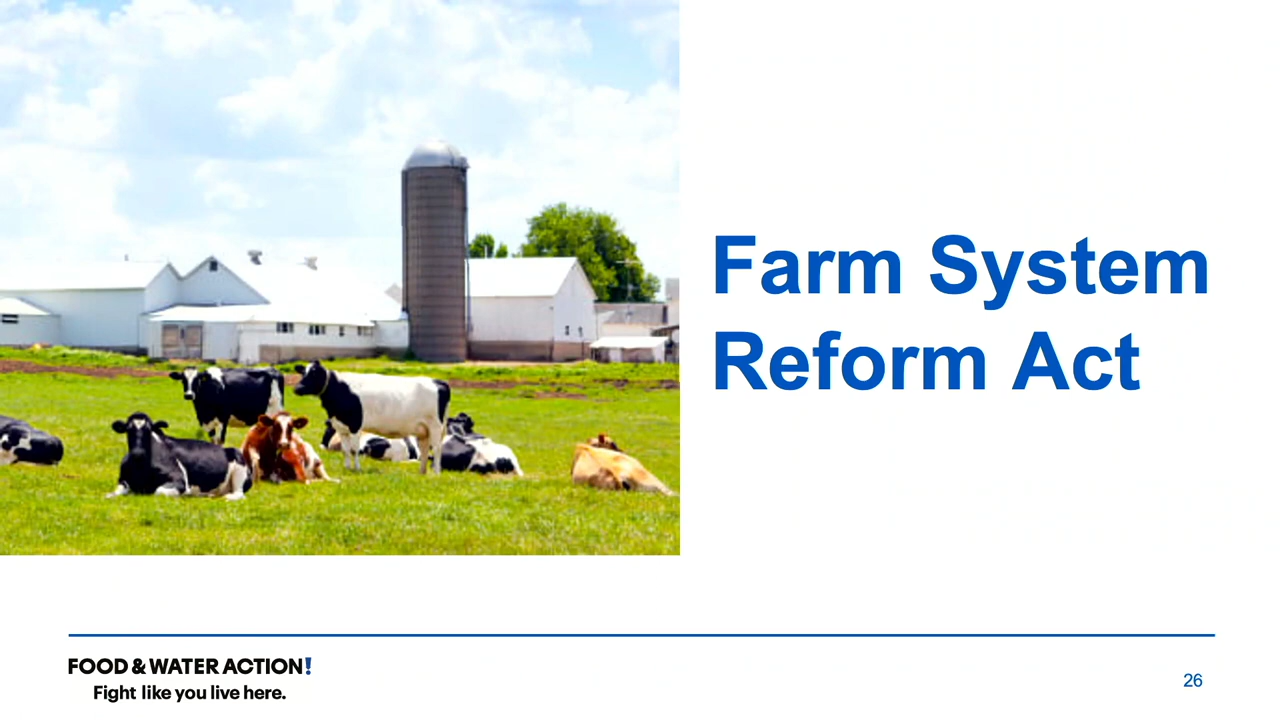 Farm System
Reform Act
FOOD & WATER ACTION!
Fight like you live here.
26